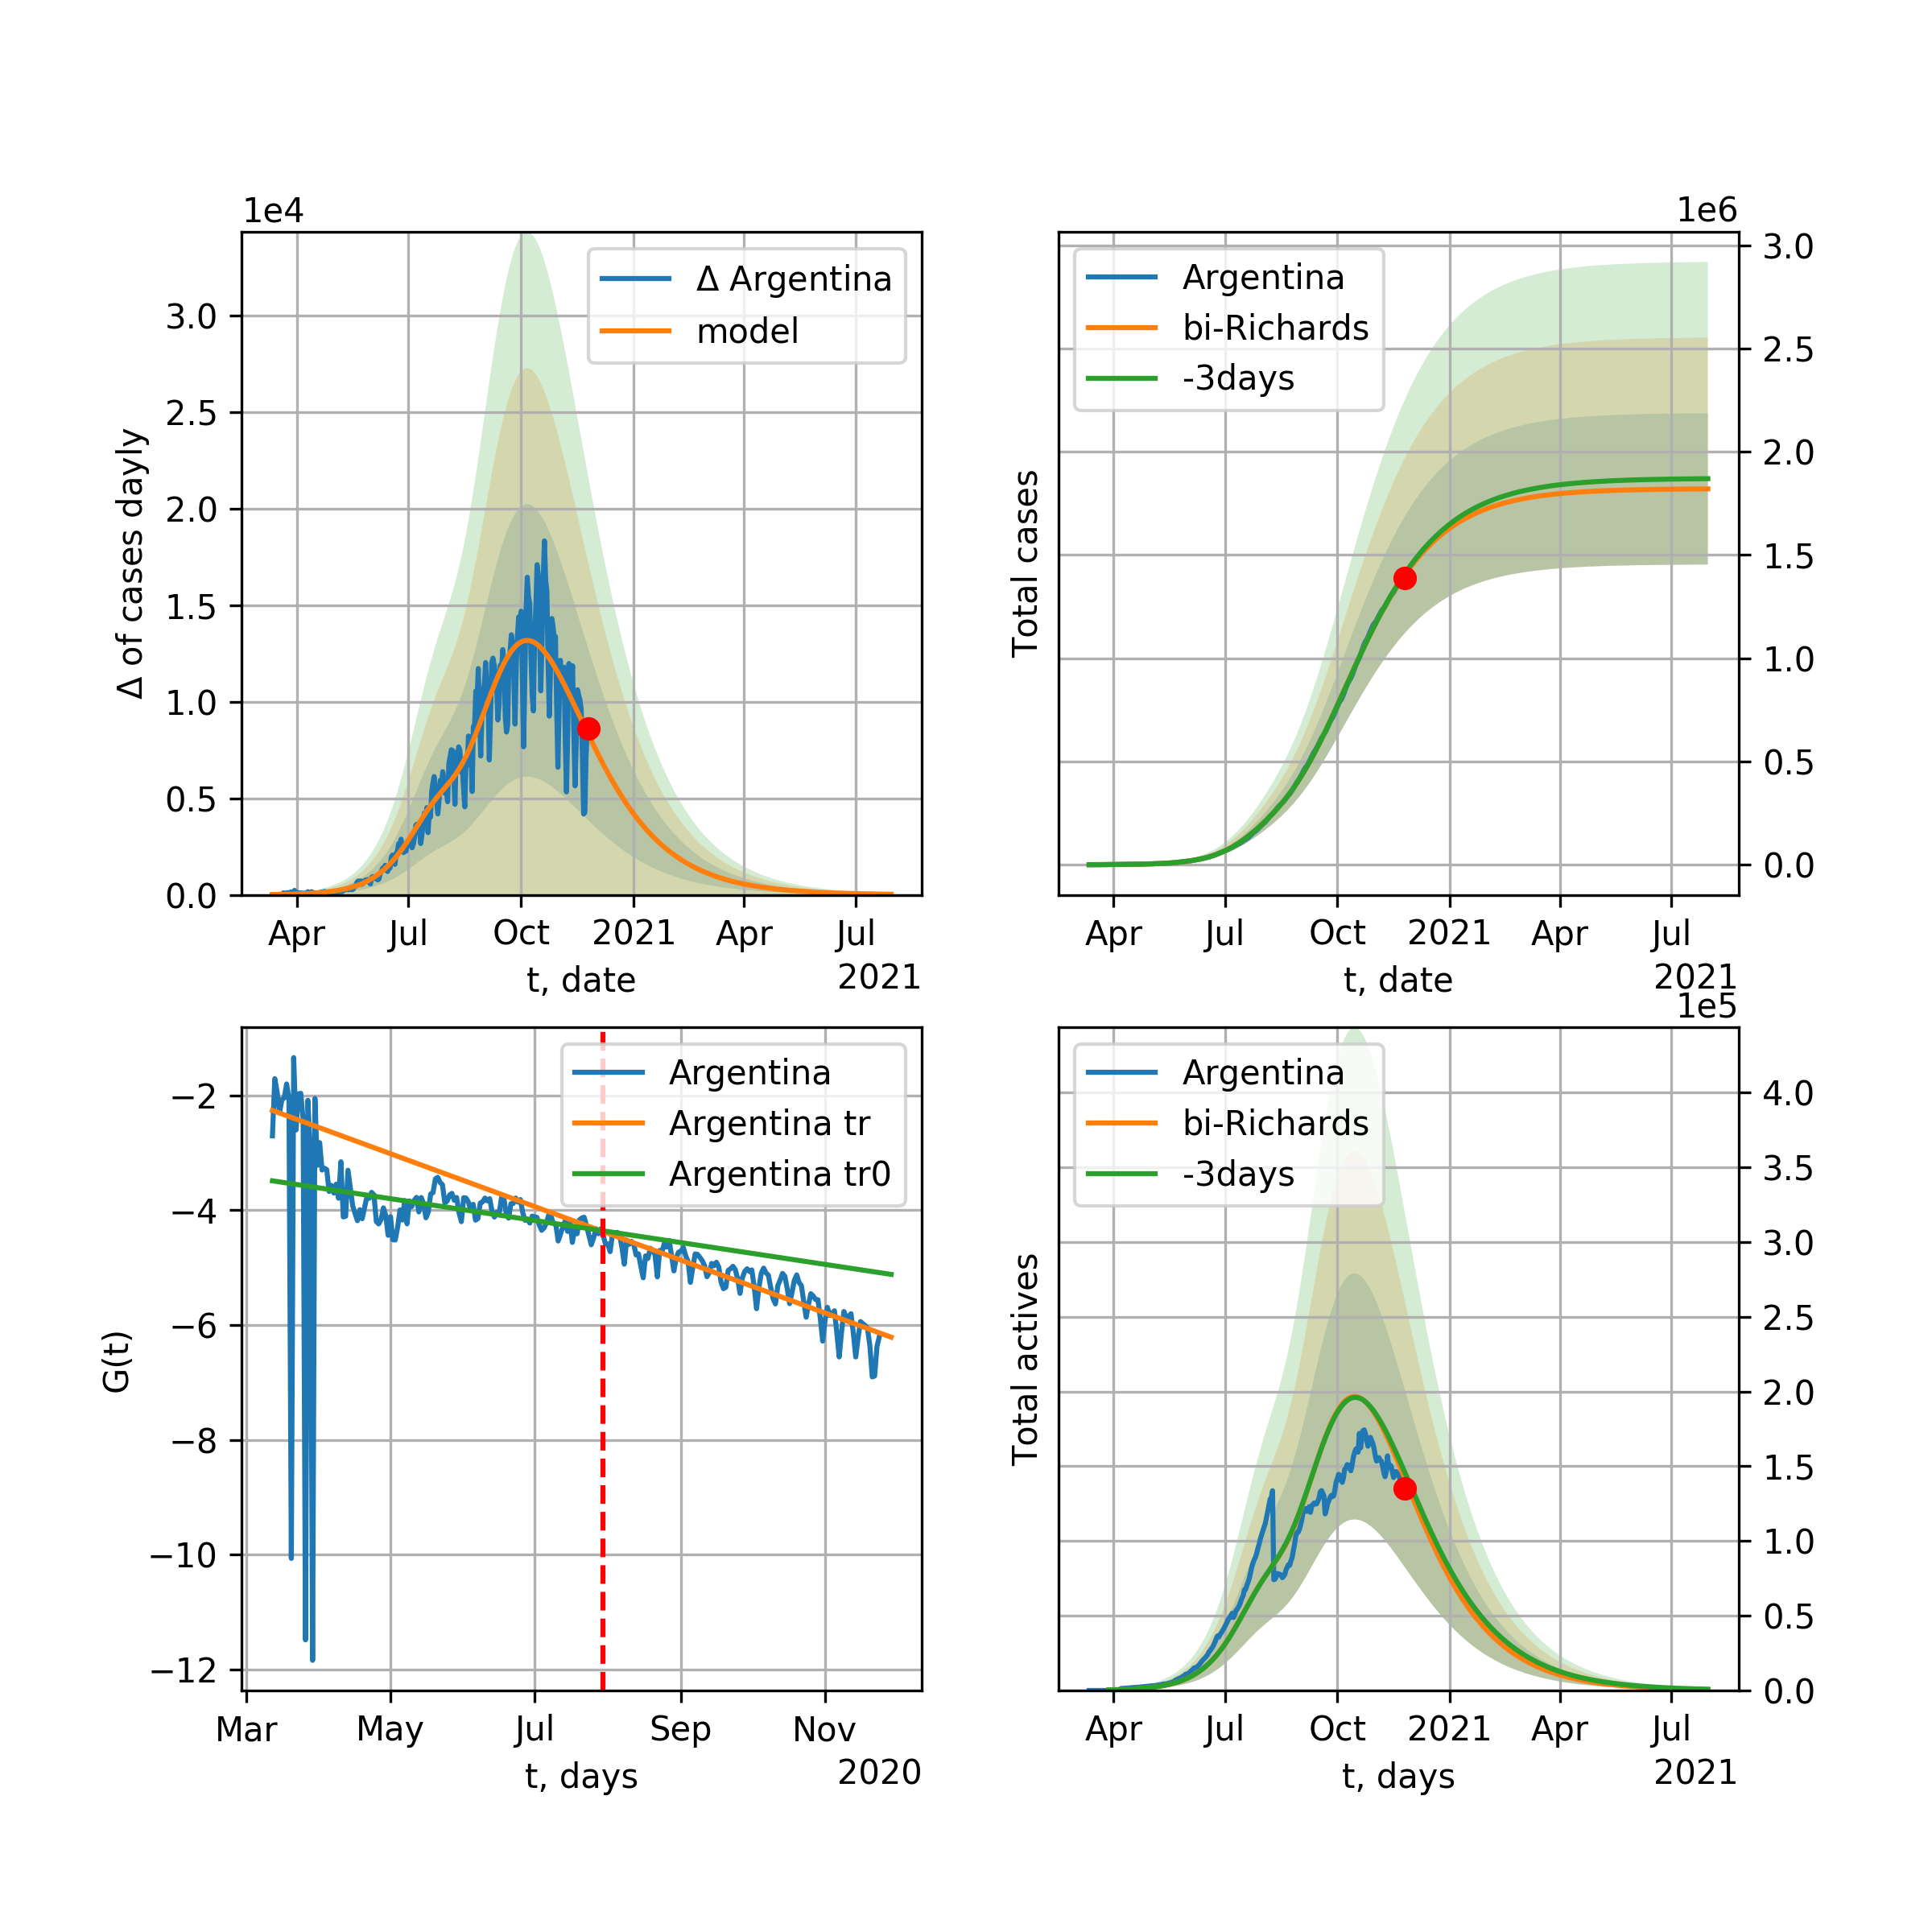 1e4
Δ of cases dayly
3.0
2.5
2.0
1.5
1.0
0.5
0.0
Δ Argentina
model
Apr Jul Oct 2021 Apr Jul
t, date
2021
1e6
Total cases
Argentina
bi-Richards
-3days
3.0
2.5
2.0
1.5
1.0
0.5
0.0
Apr Jul Oct 2021 Apr Jul
t, date
2021
G(t)
−2
−4
−6
−8
−10
−12
Argentina
Argentina tr
Argentina tr0
Mar May Jul Sep Nov
t, days
2020
1e5
Total actives
Argentina
bi-Richards
-3days
4.0
3.5
3.0
2.5
2.0
1.5
1.0
0.5
0.0
Apr Jul Oct 2021 Apr Jul
t, days
2021